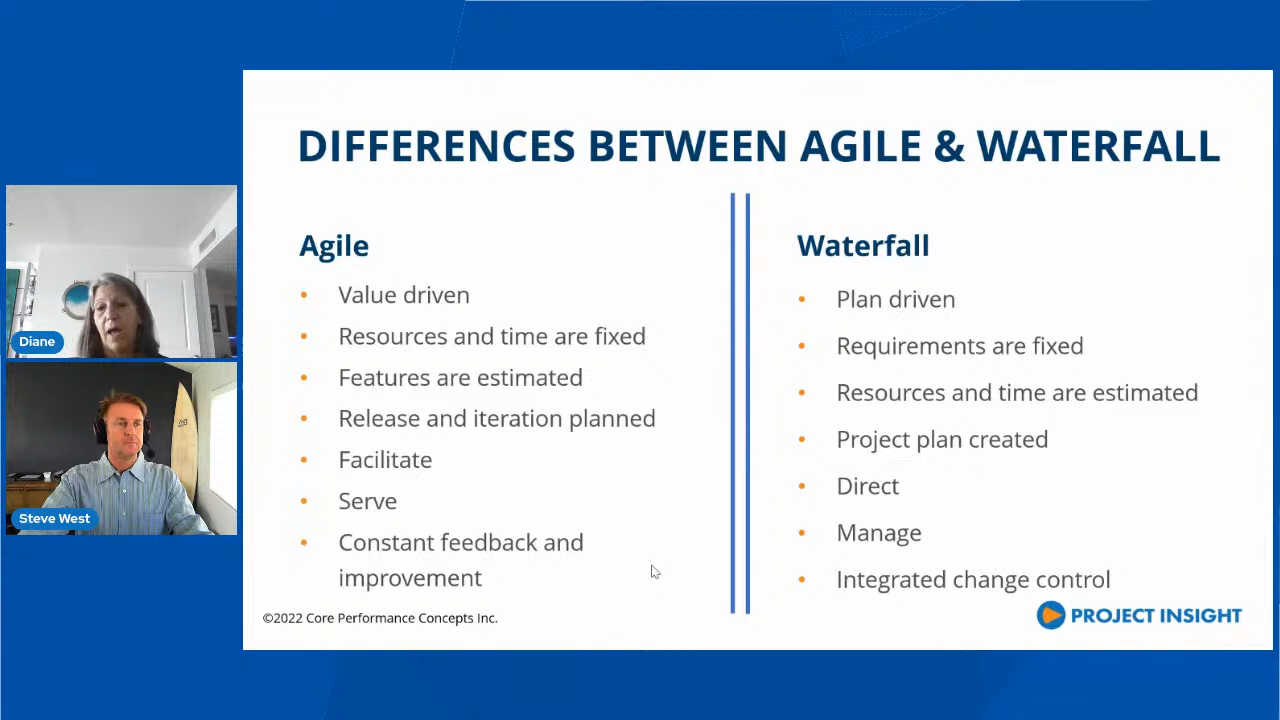 DIFFERENCES BETWEEN AGILE & WATERFALL
Agile
Value driven
Resources and time are fixed
Features are estimated
Release and iteration planned
Facilitate
Serve
Constant feedback and
improvement
Waterfall
Plan driven
Requirements are fixed
Resources and time are estimated
Project plan created
Direct
Manage
Integrated change control
©2022 Core Performance Concepts Inc.
PROJECT INSIGHT
Diane
Steve West